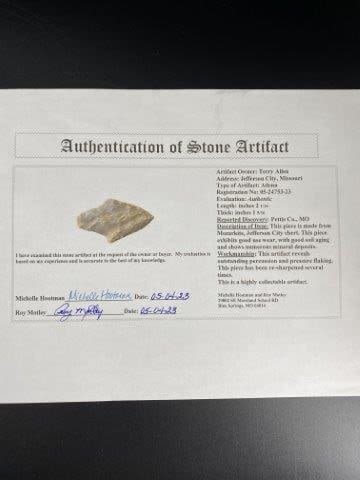 Authentication of Stone Artifact
Artifact Owner: Terry Allen
Address: Jefferson City, Missouri
Type of Artifact: Adena
Registration No: 05-24753-23
Evaluation: Authentic
Length: inches 2
Thick: inches
Reported Discovery: Pettis Co., MO
Description of Item: This piece is made from
Moniteau, Jefferson City chert. This piece
exhibits good use wear, with good soil aging
and shows numerous mineral deposits.
Workmanship: This artifact reveals
outstanding percussion and pressure flaking.
This piece has been re-sharpened several
times.
This is a highly collectable artifact.
I have examined this stone artifact at the request of the owner or buyer. My evaluation is
based on my experience and is accurate to the best of my knowledge.
Michelle Hootman Michelle Hootman Date: 05-04-23
Roy Motley Roy Motley Date: 05-04-23
Michelle Hootman and Roy Motley
SE Moreland School RD
Blue Springs, MO 64014